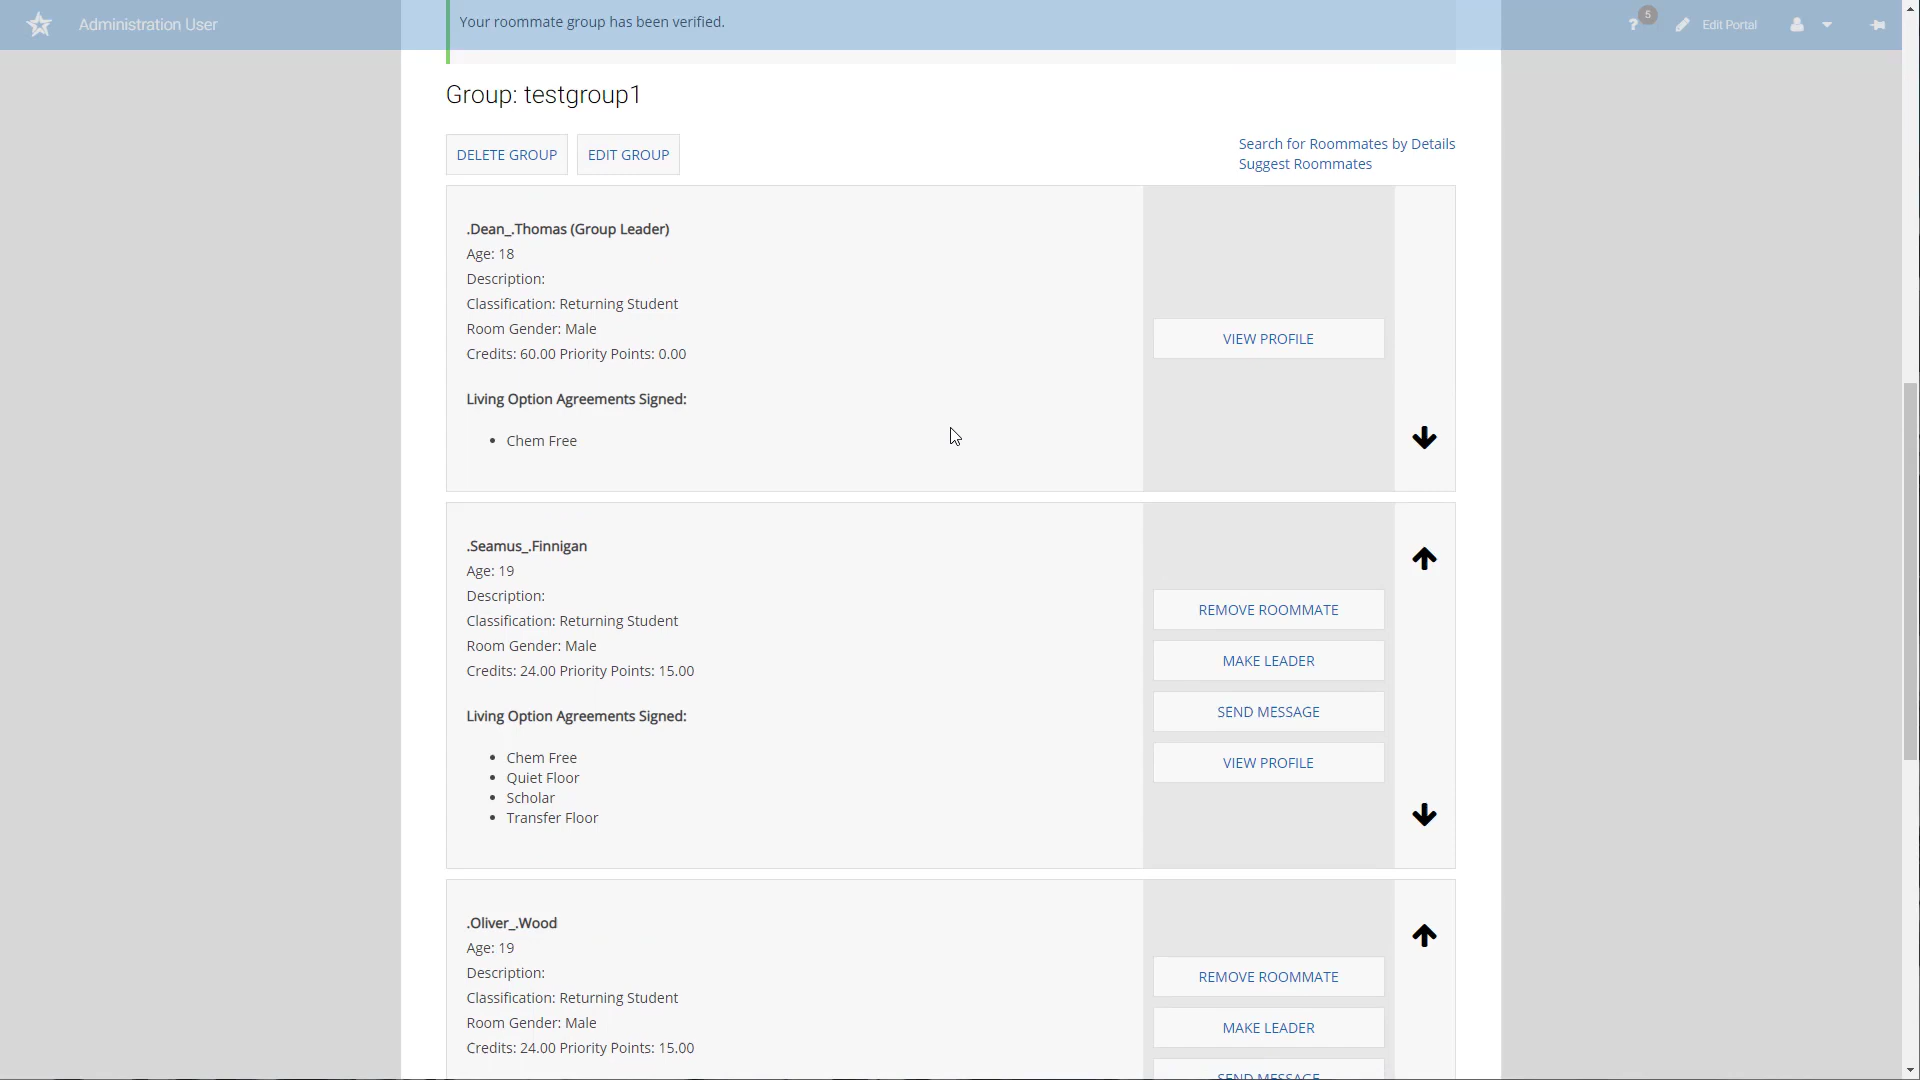 Administration User
Your roommate group has been verified.
5
?
Edit Portal
Group: testgroup1
DELETE GROUP
EDIT GROUP
Search for Roommates by Details
Suggest Roommates
.Dean_.Thomas (Group Leader)
Age: 18
Description:
Classification: Returning Student
Room Gender: Male
Credits: 60.00 Priority Points: 0.00
Living Option Agreements Signed:
• Chem Free
VIEW PROFILE
.Seamus_.Finnigan
Age: 19
Description:
Classification: Returning Student
Room Gender: Male
Credits: 24.00 Priority Points: 15.00
Living Option Agreements Signed:
• Chem Free
• Quiet Floor
• Scholar
• Transfer Floor
REMOVE ROOMMATE
MAKE LEADER
SEND MESSAGE
VIEW PROFILE
.Oliver_.Wood
Age: 19
Description:
Classification: Returning Student
Room Gender: Male
Credits: 24.00 Priority Points: 15.00
REMOVE ROOMMATE
MAKE LEADER
SEND MESSAGE